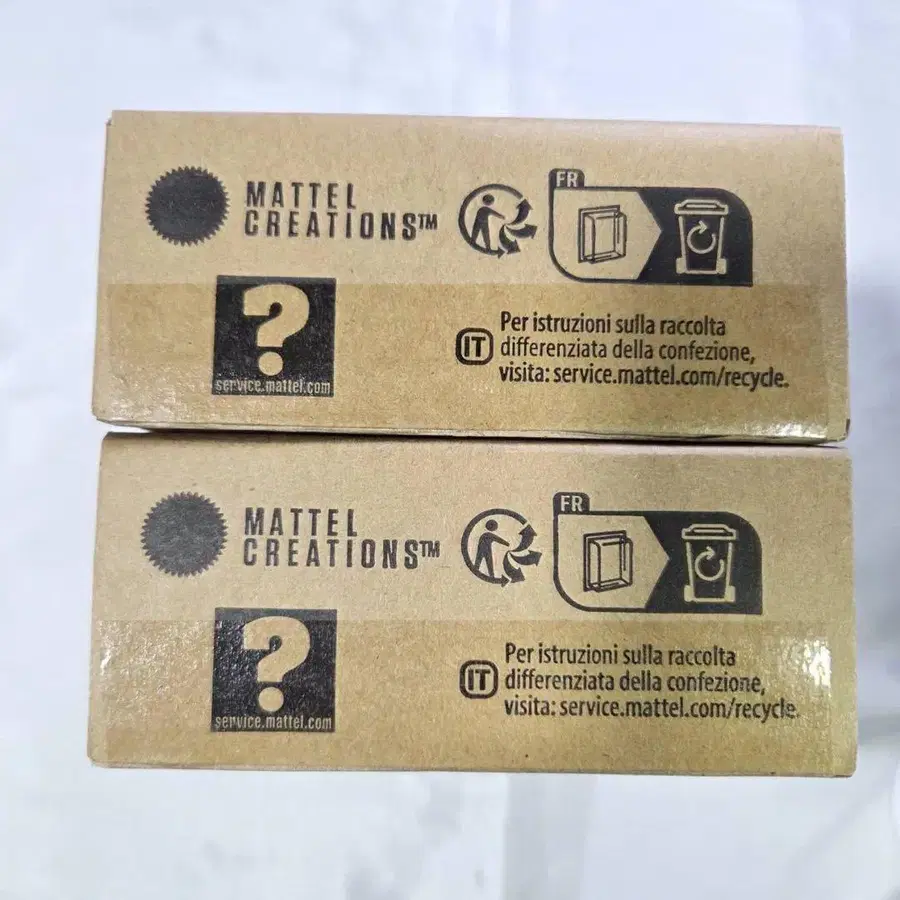 MATTEL
CREATIONS™
FR
?
service.mattel.com
IT
Per istruzioni sulla raccolta
differenziata della confezione,
visita: service.mattel.com/recycle.
MATTEL
CREATIONS™
FR
?
service.mattel.com
IT
Per istruzioni sulla raccolta
differenziata della confezione,
visita: service.mattel.com/recycle.